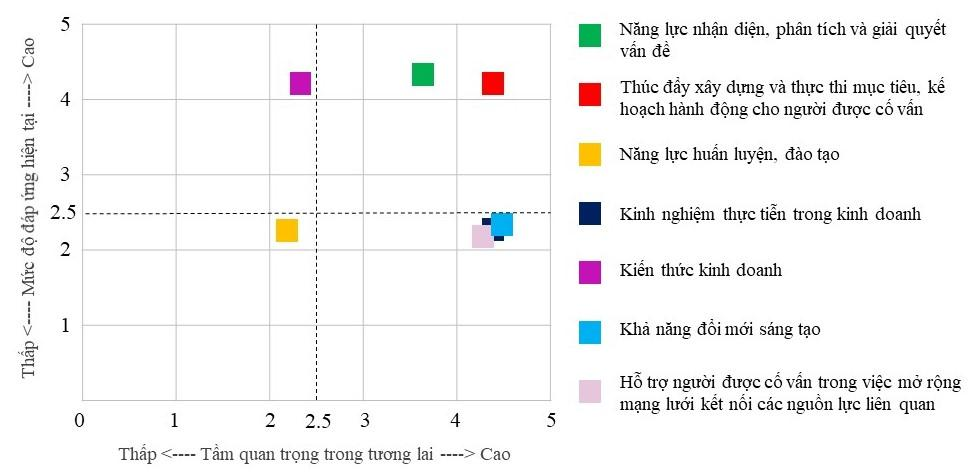 5
4
3
2.5
2
1
Thấp <---- Mức độ đáp ứng hiện tại ----> Cao
0 1 2 2.5 3 4 5
Thấp <---- Tầm quan trọng trong tương lai ----> Cao
Năng lực nhận diện, phân tích và giải quyết
vấn đề
Thúc đẩy xây dựng và thực thi mục tiêu, kế
hoạch hành động cho người được cố vấn
Năng lực huấn luyện, đào tạo
Kinh nghiệm thực tiễn trong kinh doanh
Kiến thức kinh doanh
Khả năng đổi mới sáng tạo
Hỗ trợ người được cố vấn trong việc mở rộng
mạng lưới kết nối các nguồn lực liên quan